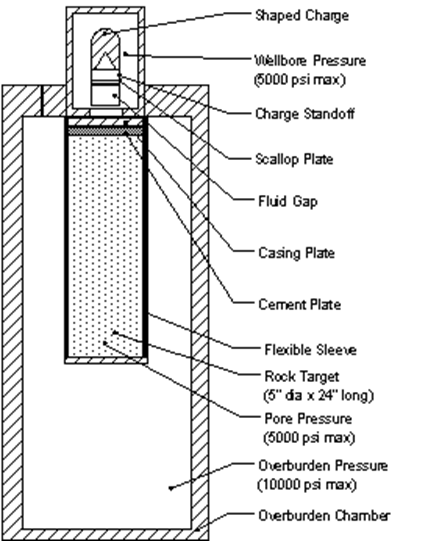 Shaped Charge
Wellbore Pressure
(5000 psi max)
Charge Standoff
Scallop Plate
Fluid Gap
Casing Plate
Cement Plate
Flexible Sleeve
Rock Target
(5" dia x 24" long)
Pore Pressure
(5000 psi max)
Overburden Pressure
(10000 psi max)
Overburden Chamber